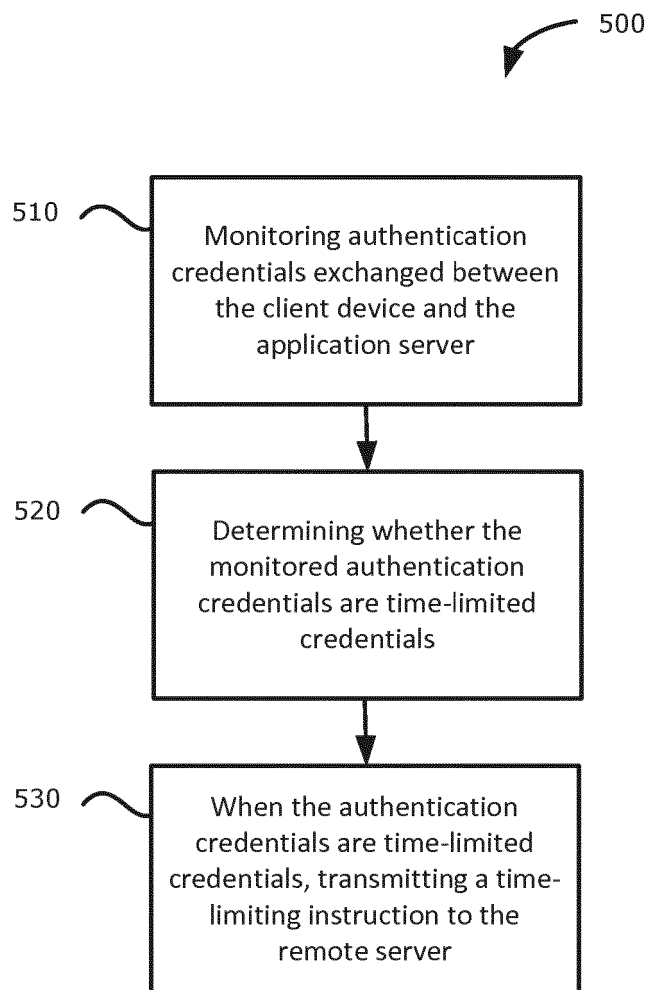 500
510
Monitoring authentication
credentials exchanged between
the client device and the
application server
520
Determining whether the
monitored authentication
credentials are time-limited
credentials
530
When the authentication
credentials are time-limited
credentials, transmitting a time-
limiting instruction to the
remote server